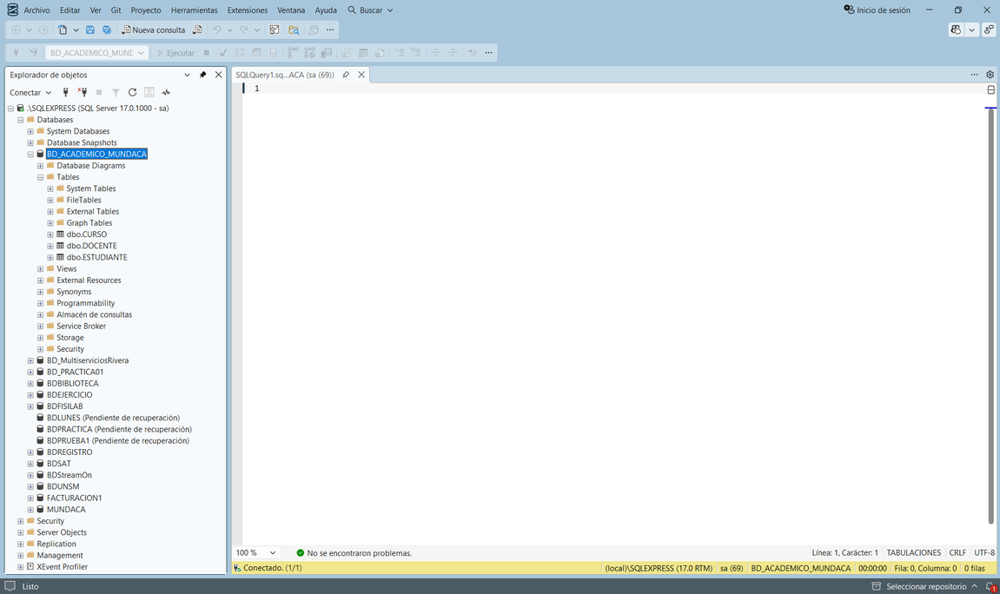 Archivo Editar Ver Git Proyecto Herramientas Extensiones Ventana Ayuda Buscar Inicio de sesión
Nueva consulta
BD_ACADEMICO_MUNC Ejecutar
Explorador de objetos
SQLQuery1.sq...ACA (sa (69))
Conectar
1
.\SQLEXPRESS (SQL Server 17.0.1000 - sa)
Databases
System Databases
Database Snapshots
BD_ACADEMICO_MUNDACA
Database Diagrams
Tables
System Tables
FileTables
External Tables
Graph Tables
dbo.CURSO
dbo.DOCENTE
dbo.ESTUDIANTE
Views
External Resources
Synonyms
Programmability
Almacén de consultas
Service Broker
Storage
Security
BD_MultiserviciosRivera
BD_PRACTICA01
BDBIBLIOTECA
BDEJERCICIO
BDFISILAB
BDLUNES (Pendiente de recuperación)
BDPRACTICA (Pendiente de recuperación)
BDPRUEBA1 (Pendiente de recuperación)
BDREGISTRO
BDSAT
BDStreamOn
BDUNSM
FACTURACION1
MUNDACA
Security
Server Objects
Replication
Management
XEvent Profiler
100 % No se encontraron problemas. Línea: 1, Carácter: 1 TABULACIONES CRLF UTF-8
Conectado. (1/1) (local)\SQLEXPRESS (17.0 RTM) sa (69) BD_ACADEMICO_MUNDACA 00:00:00 Fila: 0, Columna: 0 0 filas
Listo Seleccionar repositorio 1